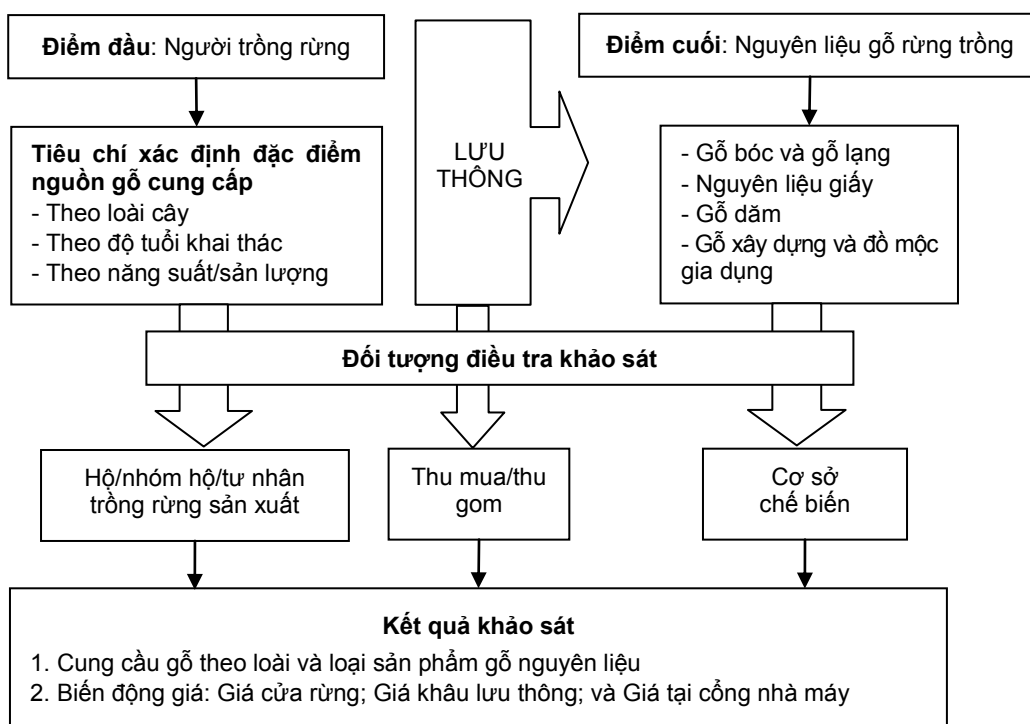 Điểm đầu: Người trồng rừng
Tiêu chí xác định đặc điểm
nguồn gỗ cung cấp
- Theo loài cây
- Theo độ tuổi khai thác
- Theo năng suất/sản lượng
LƯU
THÔNG
Điểm cuối: Nguyên liệu gỗ rừng trồng
- Gỗ bóc và gỗ lạng
- Nguyên liệu giấy
- Gỗ dăm
- Gỗ xây dựng và đồ mộc
gia dụng
Đối tượng điều tra khảo sát
Hộ/nhóm hộ/tư nhân
trồng rừng sản xuất
Thu mua/thu
gom
Cơ sở
chế biến
Kết quả khảo sát
1. Cung cầu gỗ theo loài và loại sản phẩm gỗ nguyên liệu
2. Biến động giá: Giá cửa rừng; Giá khâu lưu thông; và Giá tại cổng nhà máy